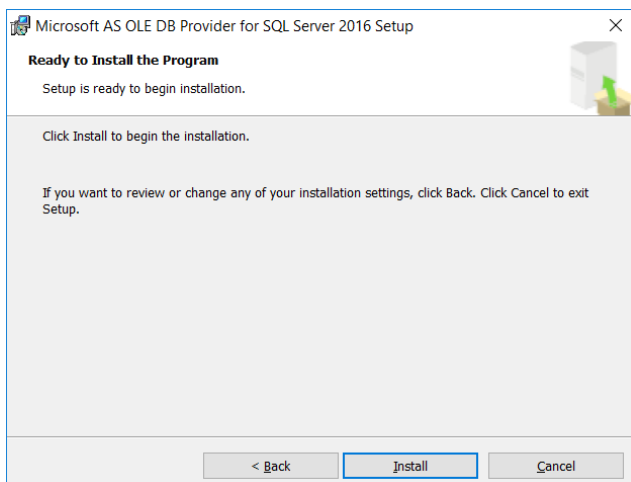 Microsoft AS OLE DB Provider for SQL Server 2016 Setup
Ready to Install the Program
Setup is ready to begin installation.
Click Install to begin the installation.
If you want to review or change any of your installation settings, click Back. Click Cancel to exit
Setup.
< Back
Install
Cancel